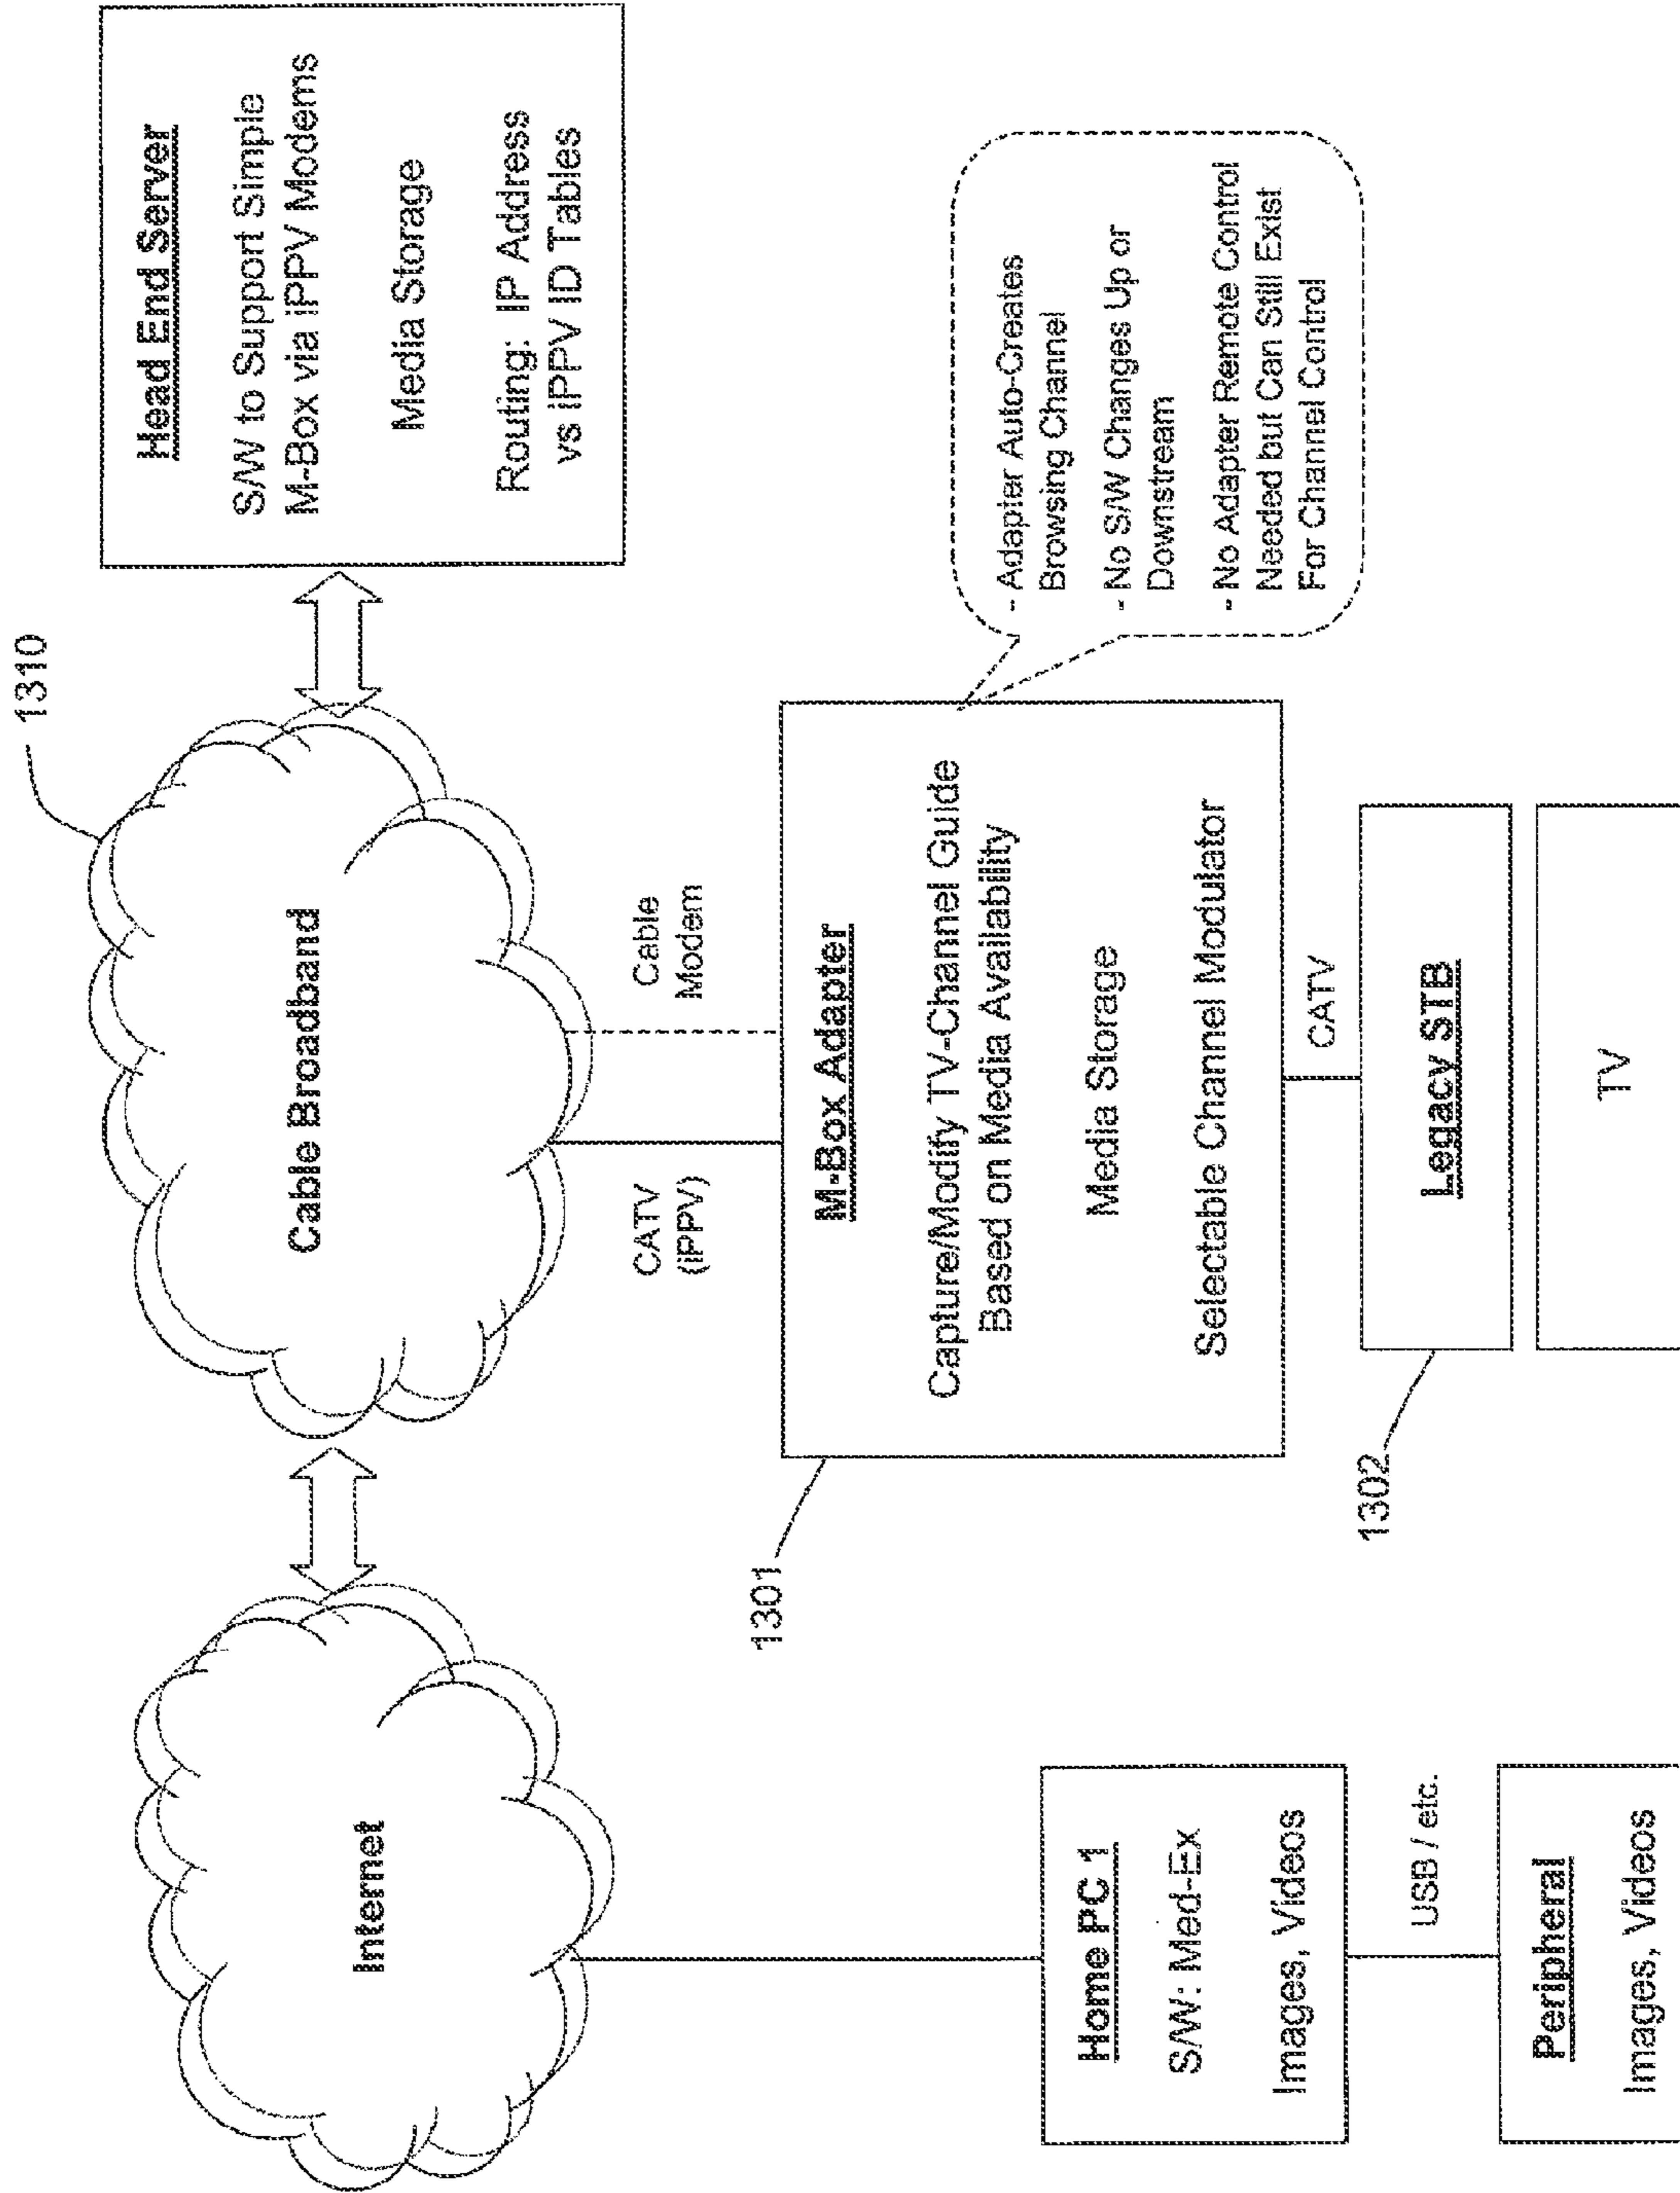 1310
Internet
Cable Broadband
Head End Server
S/W to Support Simple
M-Box via iPPV Modems
Media Storage
Routing: IP Address
vs iPPV ID Tables
CATV
(iPPV)
Cable
Modem
1301
M-Box Adapter
Capture/Modify TV-Channel Guide
Based on Media Availability
Media Storage
Selectable Channel Modulator
- Adapter Auto-Creates
Browsing Channel
- No S/W Changes Up or
Downstream
- No Adapter Remote Control
Needed but Can Still Exist
For Channel Control
Home PC 1
S/W: Med-Ex
Images, Videos
USB / etc.
Peripheral
Images, Videos
CATV
1302
Legacy STB
TV